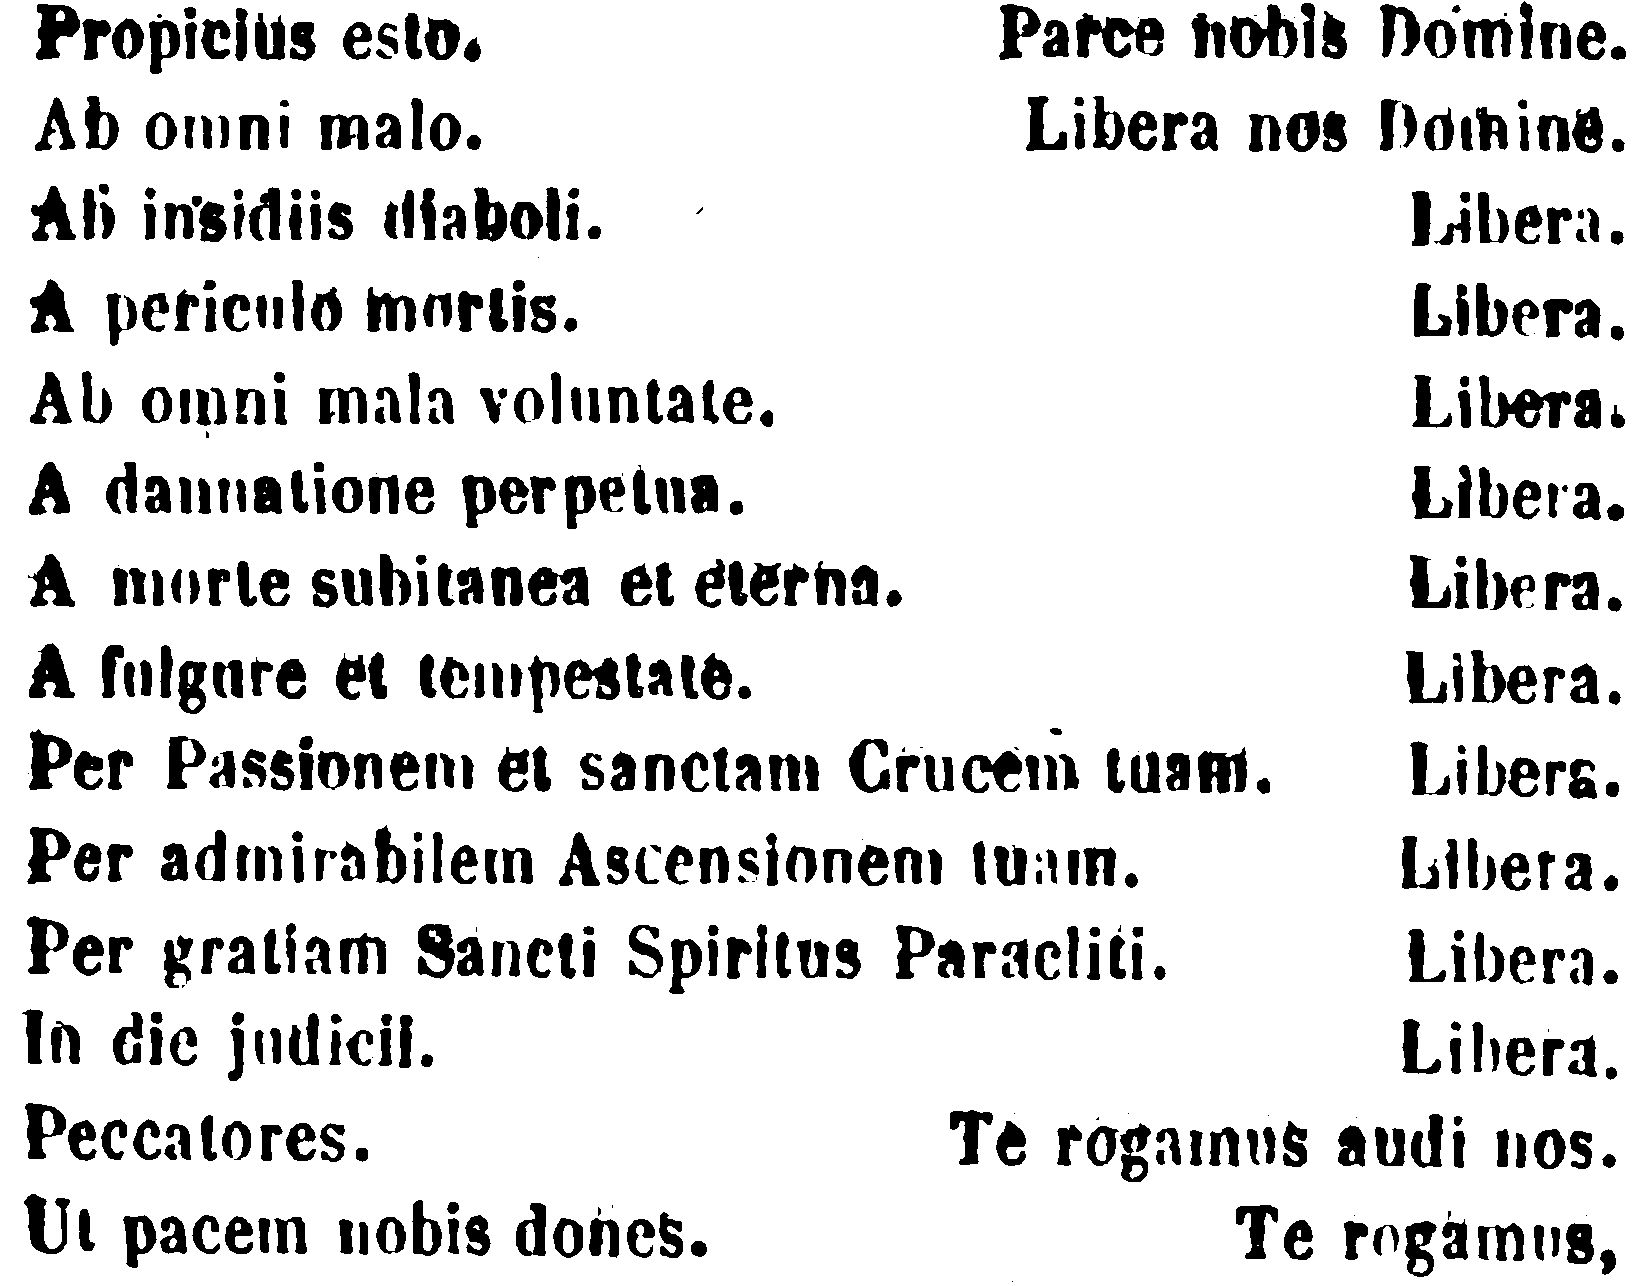 Propicius esto. Parce nobis Domine.
Ab omni malo. Libera nos Domine.
Ab insidiis diaboli. Libera.
A periculo mortis. Libera.
Ab omni mala voluntate. Libera.
A dannatione perpetua. Libera.
A morte subitanea et eterna. Libera.
A fulgure et tempestate. Libera.
Per Passionem et sanctam Crucem tuam. Libera.
Per admirabilem Ascensionem tuam. Libera.
Per gratiam Sancti Spiritus Paracliti. Libera.
In die judicii. Libera.
Peccatores. Te rogamus audi nos.
Ut pacem nobis dones. Te rogamus,